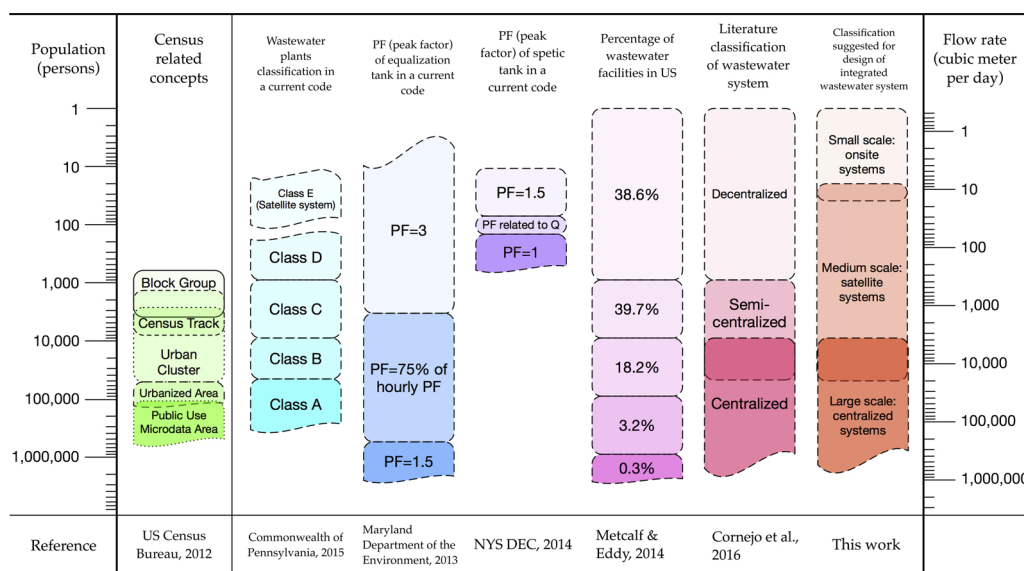 Population
(persons)
Census
related
concepts
Wastewater
plants
classification in
a current code
PF (peak factor)
of equalization
tank in a current
code
PF (peak
factor) of spetic
tank in a
current code
Percentage of
wastewater
facilities in US
Literature
classification
of wastewater
system
Classification
suggested for
design of
integrated
wastewater system
Flow rate
(cubic meter
per day)
1
10
100
1,000
10,000
100,000
1,000,000
Block Group
Census Track
Urban
Cluster
Urbanized Area
Public Use
Microdata Area
Class E
(Satellite system)
Class D
Class C
Class B
Class A
PF=3
PF=75% of
hourly PF
PF=1.5
PF=1.5
PF related to Q
PF=1
38.6%
39.7%
18.2%
3.2%
0.3%
Decentralized
Semi-
centralized
Centralized
Small scale:
onsite
systems
Medium scale:
satellite
systems
Large scale:
centralized
systems
1
10
100
1,000
10,000
100,000
1,000,000
Reference
US Census
Bureau, 2012
Commonwealth of
Pennsylvania, 2015
Maryland
Department of the
Environment, 2013
NYS DEC, 2014
Metcalf &
Eddy, 2014
Cornejo et al.,
2016
This work